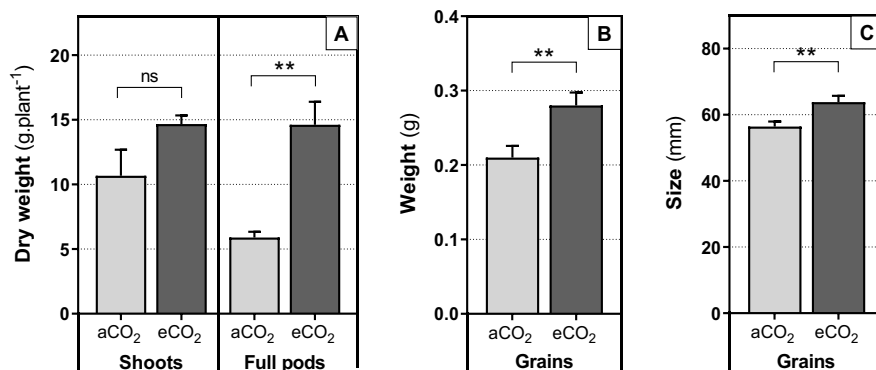 A
Dry weight (g.plant⁻¹)
20
15
10
5
0
ns
**
aCO₂ eCO₂ aCO₂ eCO₂
Shoots Full pods
B
Weight (g)
0.4
0.3
0.2
0.1
0.0
**
aCO₂ eCO₂
Grains
C
Size (mm)
80
60
40
20
0
**
aCO₂ eCO₂
Grains